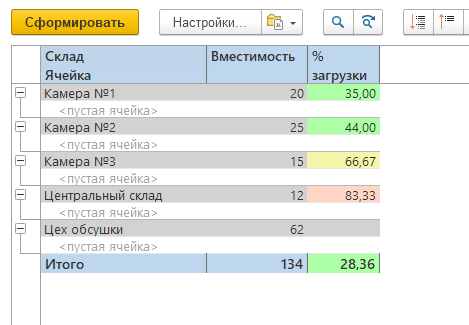 Сформировать Настройки...
Склад Вместимость %
Ячейка загрузки
Камера №1 20 35,00
<пустая ячейка>
Камера №2 25 44,00
<пустая ячейка>
Камера №3 15 66,67
<пустая ячейка>
Центральный склад 12 83,33
<пустая ячейка>
Цех обсушки 62
<пустая ячейка>
Итого 134 28,36